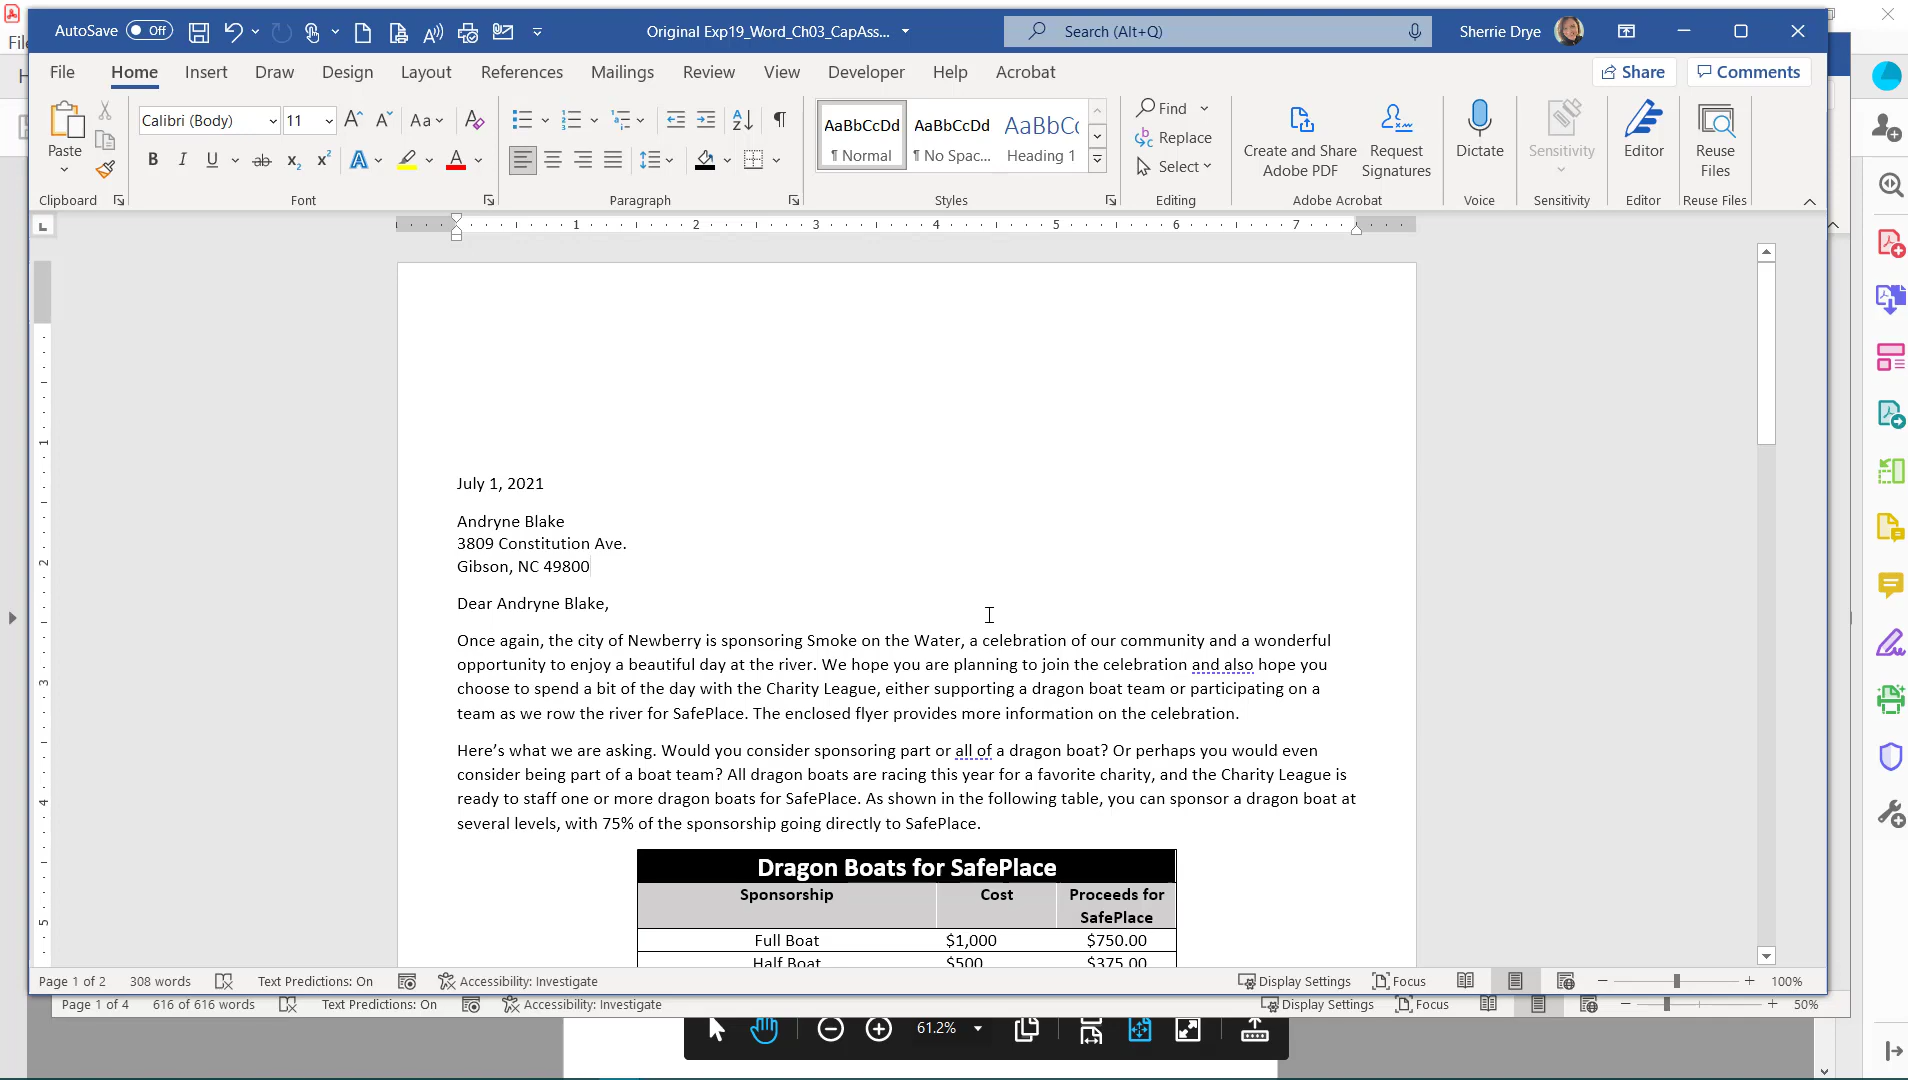 AutoSave Off Original Exp19_Word_Ch03_CapAss... Search (Alt+Q) Sherrie Drye
File Home Insert Draw Design Layout References Mailings Review View Developer Help Acrobat Share Comments
Paste
Calibri (Body) 11 Aa
AaBbCcDd AaBbCcDd AaBbCc
¶ Normal ¶ No Spac... Heading 1
Find
Replace
Select
Create and Share
Adobe PDF
Request
Signatures
Dictate
Sensitivity
Editor
Reuse
Files
Clipboard Font Paragraph Styles Editing Adobe Acrobat Voice Sensitivity Editor Reuse Files
1 2 3 4 5 6 7
July 1, 2021
Andryne Blake
3809 Constitution Ave.
Gibson, NC 49800
Dear Andryne Blake,
Once again, the city of Newberry is sponsoring Smoke on the Water, a celebration of our community and a wonderful
opportunity to enjoy a beautiful day at the river. We hope you are planning to join the celebration and also hope you
choose to spend a bit of the day with the Charity League, either supporting a dragon boat team or participating on a
team as we row the river for SafePlace. The enclosed flyer provides more information on the celebration.
Here's what we are asking. Would you consider sponsoring part or all of a dragon boat? Or perhaps you would even
consider being part of a boat team? All dragon boats are racing this year for a favorite charity, and the Charity League is
ready to staff one or more dragon boats for SafePlace. As shown in the following table, you can sponsor a dragon boat at
several levels, with 75% of the sponsorship going directly to SafePlace.
Dragon Boats for SafePlace
Sponsorship Cost Proceeds for
SafePlace
Full Boat $1,000 $750.00
Half Boat $500 $375.00
Page 1 of 2 308 words Text Predictions: On Accessibility: Investigate Display Settings Focus 100%
Page 1 of 4 616 of 616 words Text Predictions: On Accessibility: Investigate Display Settings Focus 50%
61.2%